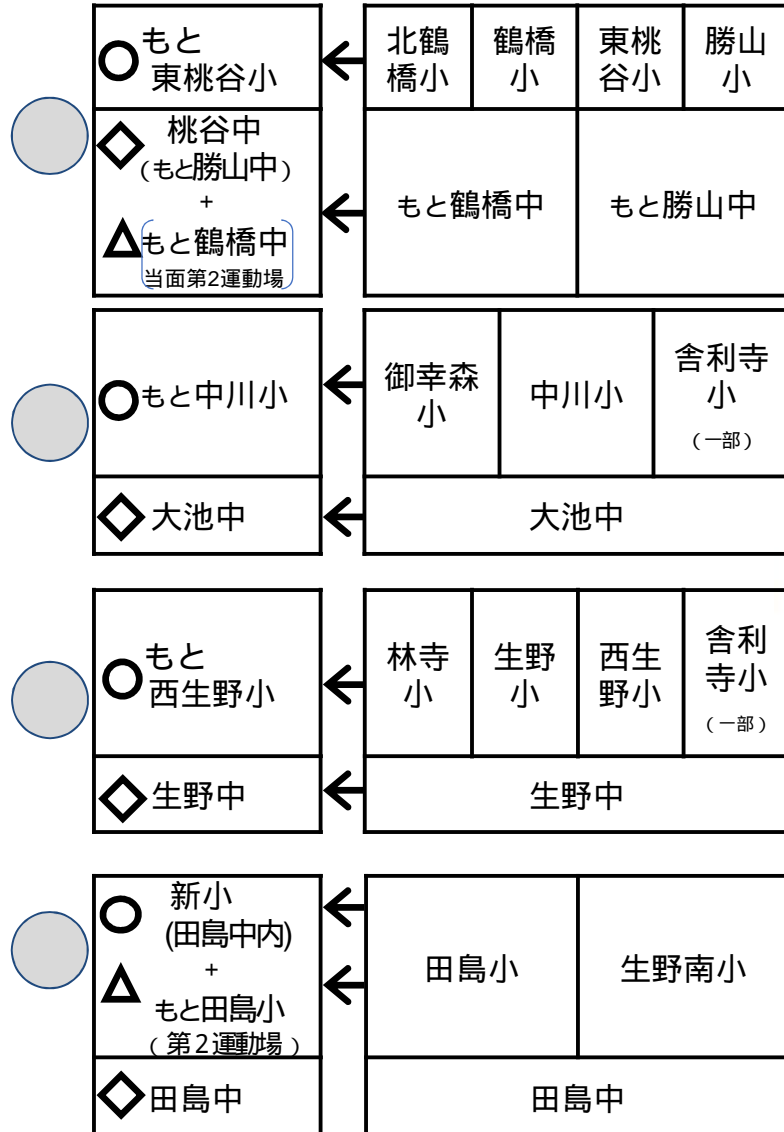 もと
東桃谷小
北鶴
橋小
鶴橋
小
東桃
谷小
勝山
小
桃谷中
(もと勝山中)
+
もと鶴橋中
当面第2運動場
もと鶴橋中
もと勝山中
もと中川小
御幸森
小
中川小
舎利寺
小
(一部)
大池中
大池中
もと
西生野小
林寺
小
生野
小
西生
野小
舎利
寺小
(一部)
生野中
生野中
新小
(田島中内)
+
もと田島小
(第2運動場)
田島小
生野南小
田島中
田島中